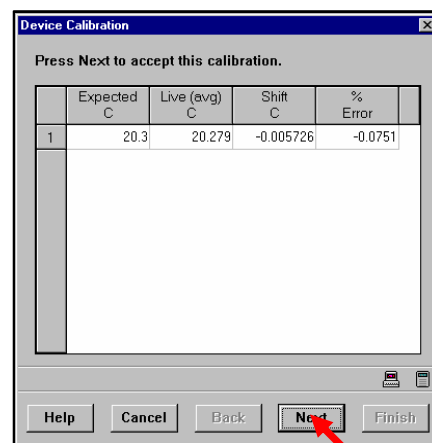 Device Calibration
Press Next to accept this calibration.
Expected C Live (avg) C Shift C % Error
1 20.3 20.279 -0.005726 -0.0751
Help Cancel Back Next Finish